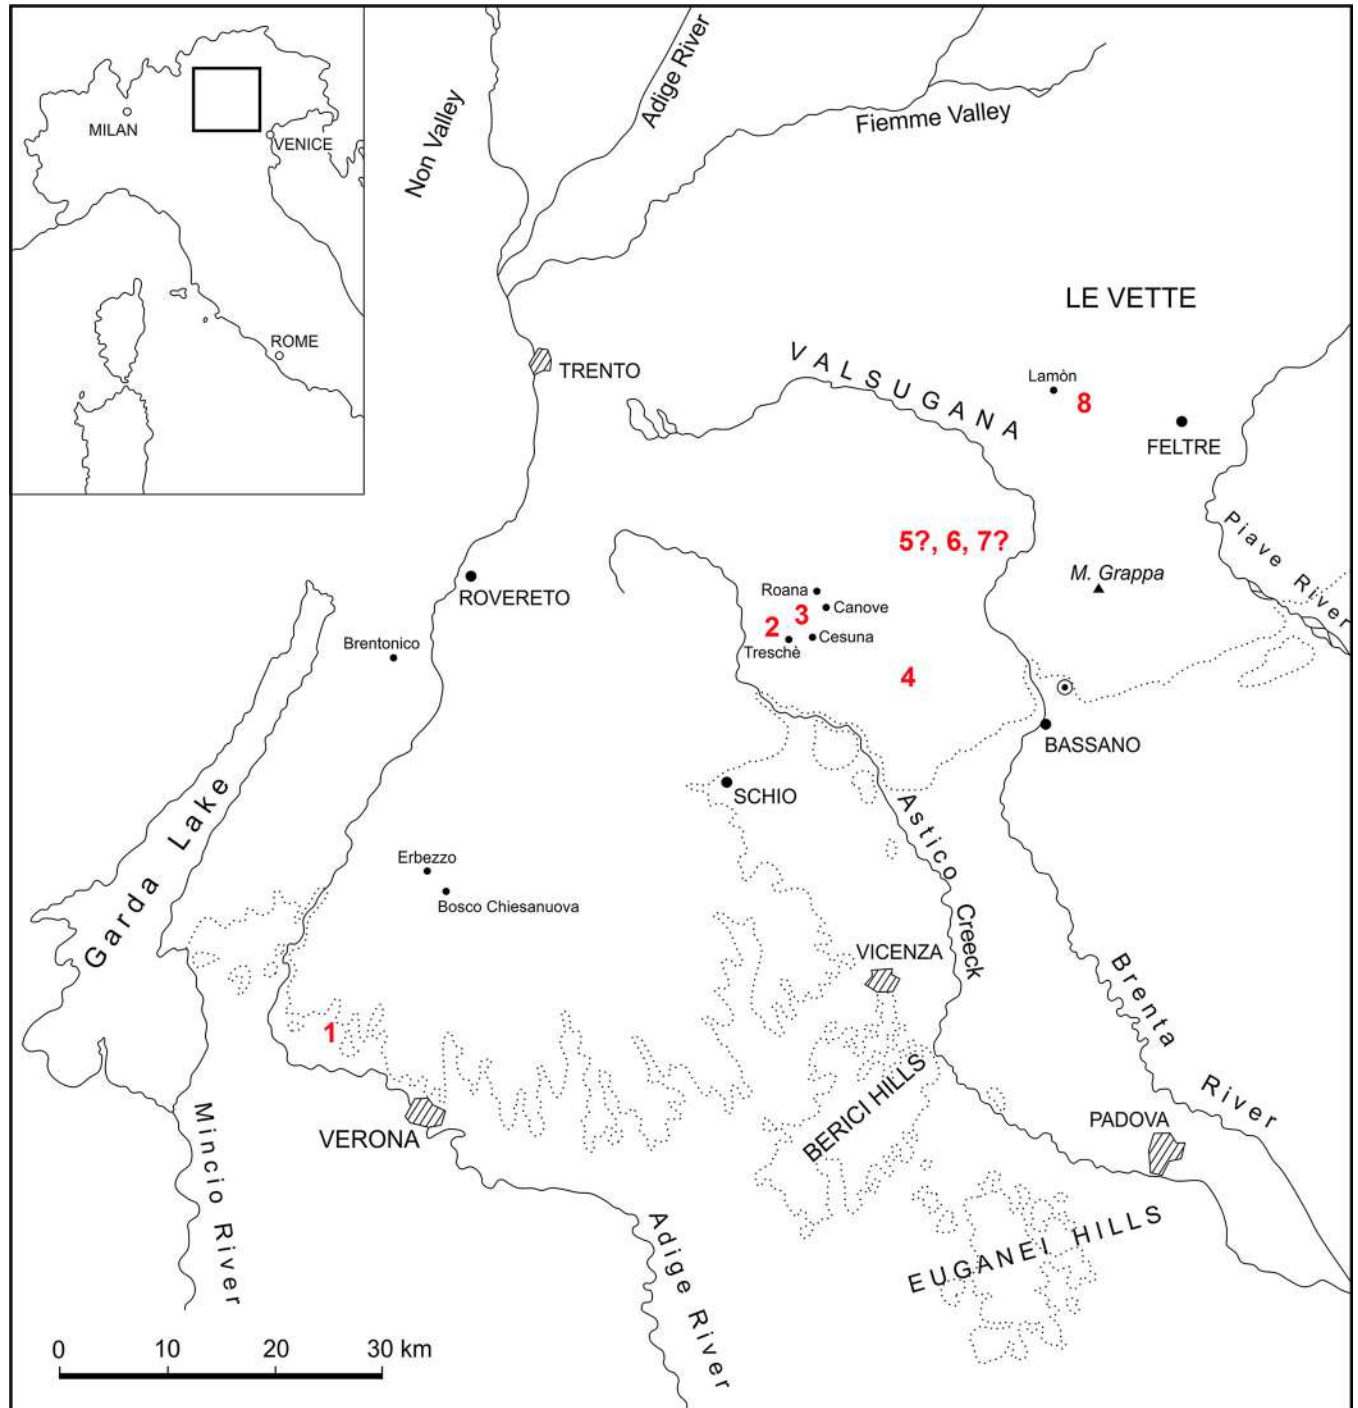 MILAN
VENICE
ROME
Non Valley
Adige River
Fiemme Valley
LE VETTE
TRENTO
VALSUGANA
Lamòn
8
FELTRE
Piave River
5?, 6, 7?
M. Grappa
ROVERETO
Roana
Canove
3
2
Cesuna
Treschè
Brentonico
4
BASSANO
SCHIO
Garda Lake
Astico Creeck
Erbezzo
Bosco Chiesanuova
VICENZA
Brenta River
1
BERICI HILLS
PADOVA
VERONA
Mincio River
Adige River
EUGANEI HILLS
0 10 20 30 km